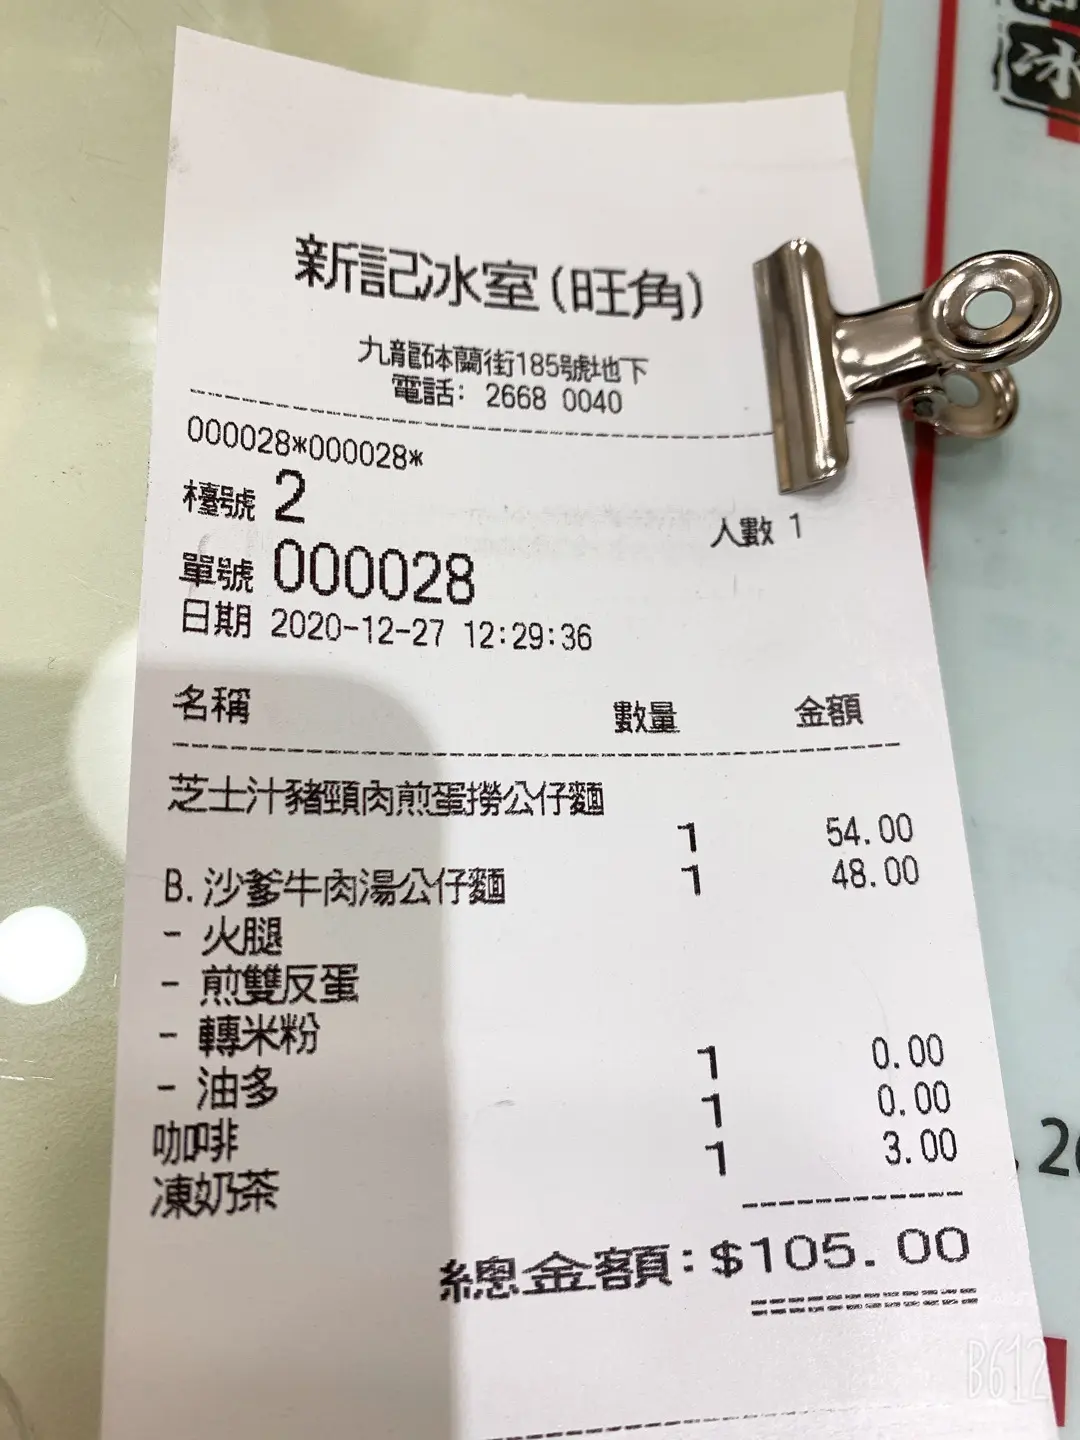 新記冰室(旺角)
九龍砵蘭街185號地下
電話: 2668 0040
000028*000028*
檯號 2
人數 1
單號 000028
日期 2020-12-27 12:29:36
名稱 數量 金額
芝士汁豬頸肉煎蛋撈公仔麵
1 54.00
B.沙爹牛肉湯公仔麵 1 48.00
- 火腿
- 煎雙反蛋
- 轉米粉
1 0.00
- 油多
1 0.00
咖啡
1 3.00
凍奶茶
總金額:$105.00
冰
B612